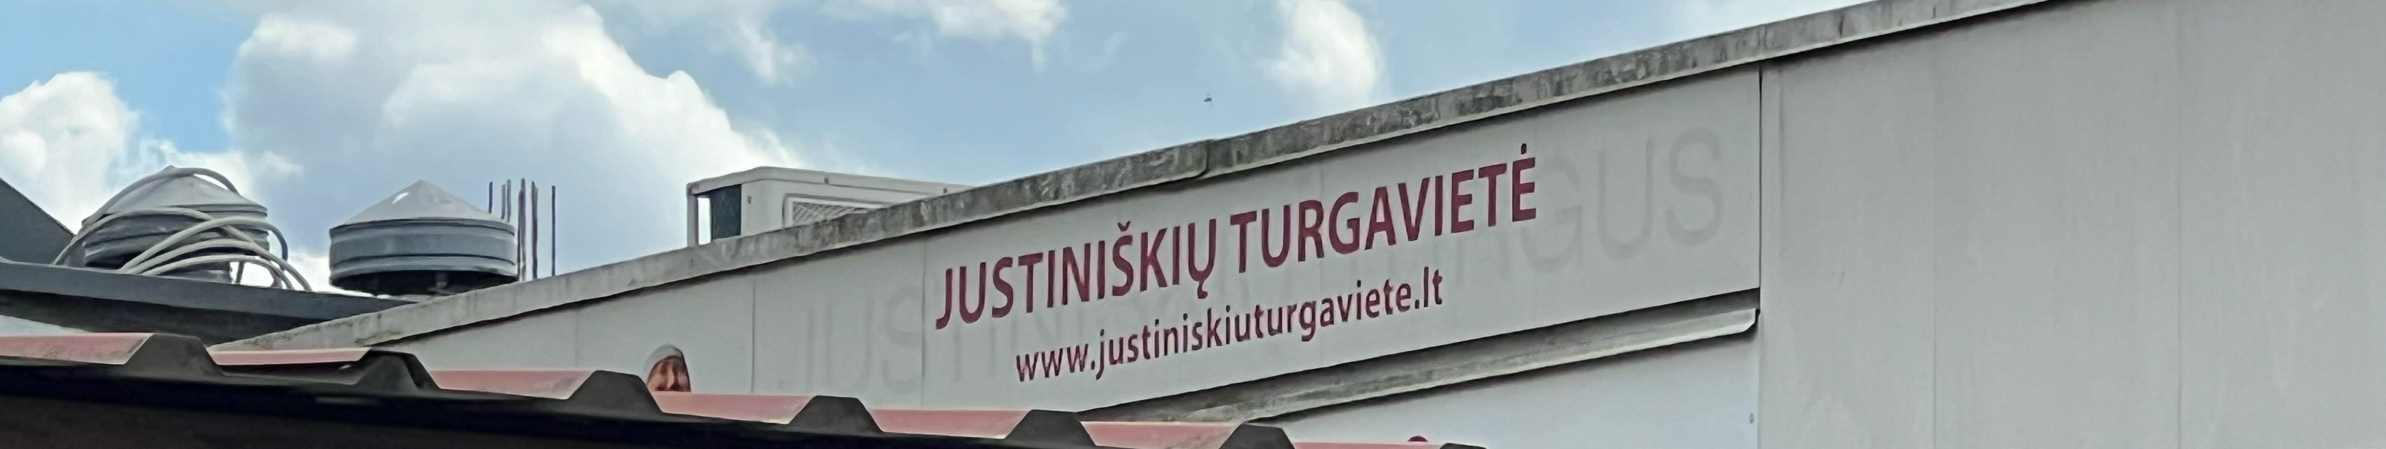 JUSTINIŠKIŲ TURGAVIETĖ
www.justiniskiuturgaviete.lt